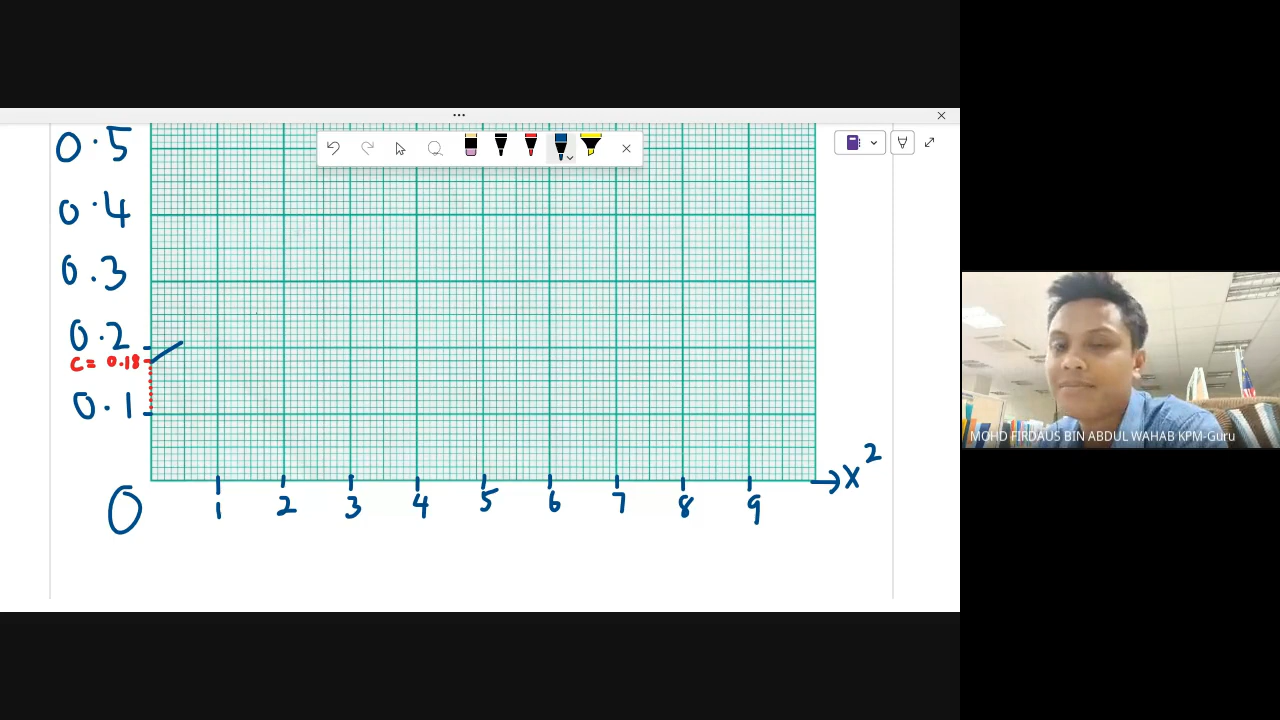 0.5
0.4
0.3
0.2
c = 0.18
0.1
0
1 2 3 4 5 6 7 8 9
x²
MOHD FIRDAUS BIN ABDUL WAHAB KPM-Guru